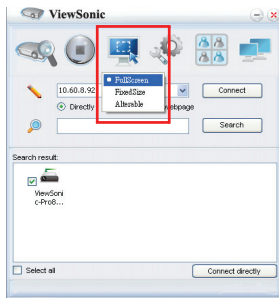 ViewSonic
FullScreen
FixedSize
Alterable
10.60.8.92
Connect
Directly
webpage
Search
Search result:
ViewSoni
c-Pro8...
Select all
Connect directly